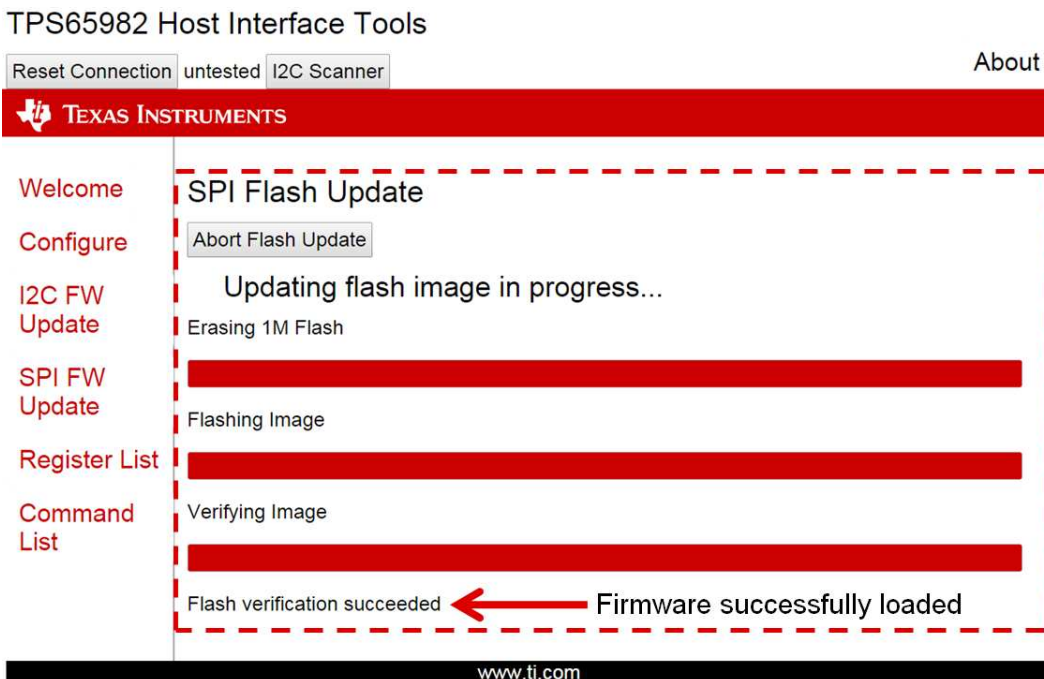 TPS65982 Host Interface Tools
Reset Connection untested I2C Scanner
About
TEXAS INSTRUMENTS
Welcome
Configure
I2C FW
Update
SPI FW
Update
Register List
Command
List
SPI Flash Update
Abort Flash Update
Updating flash image in progress...
Erasing 1M Flash
Flashing Image
Verifying Image
Flash verification succeeded
Firmware successfully loaded
www.ti.com